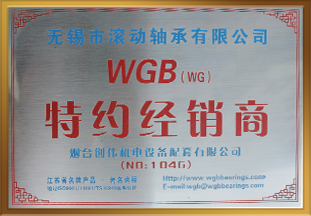 无锡市滚动轴承有限公司
WGB(WG)
特约经销商
烟台创伟机电设备配套有限公司
(NO:104G)
江苏省名牌产品
http://www.wgbbearings.com/
E-mail:wgb@wgbbearings.com